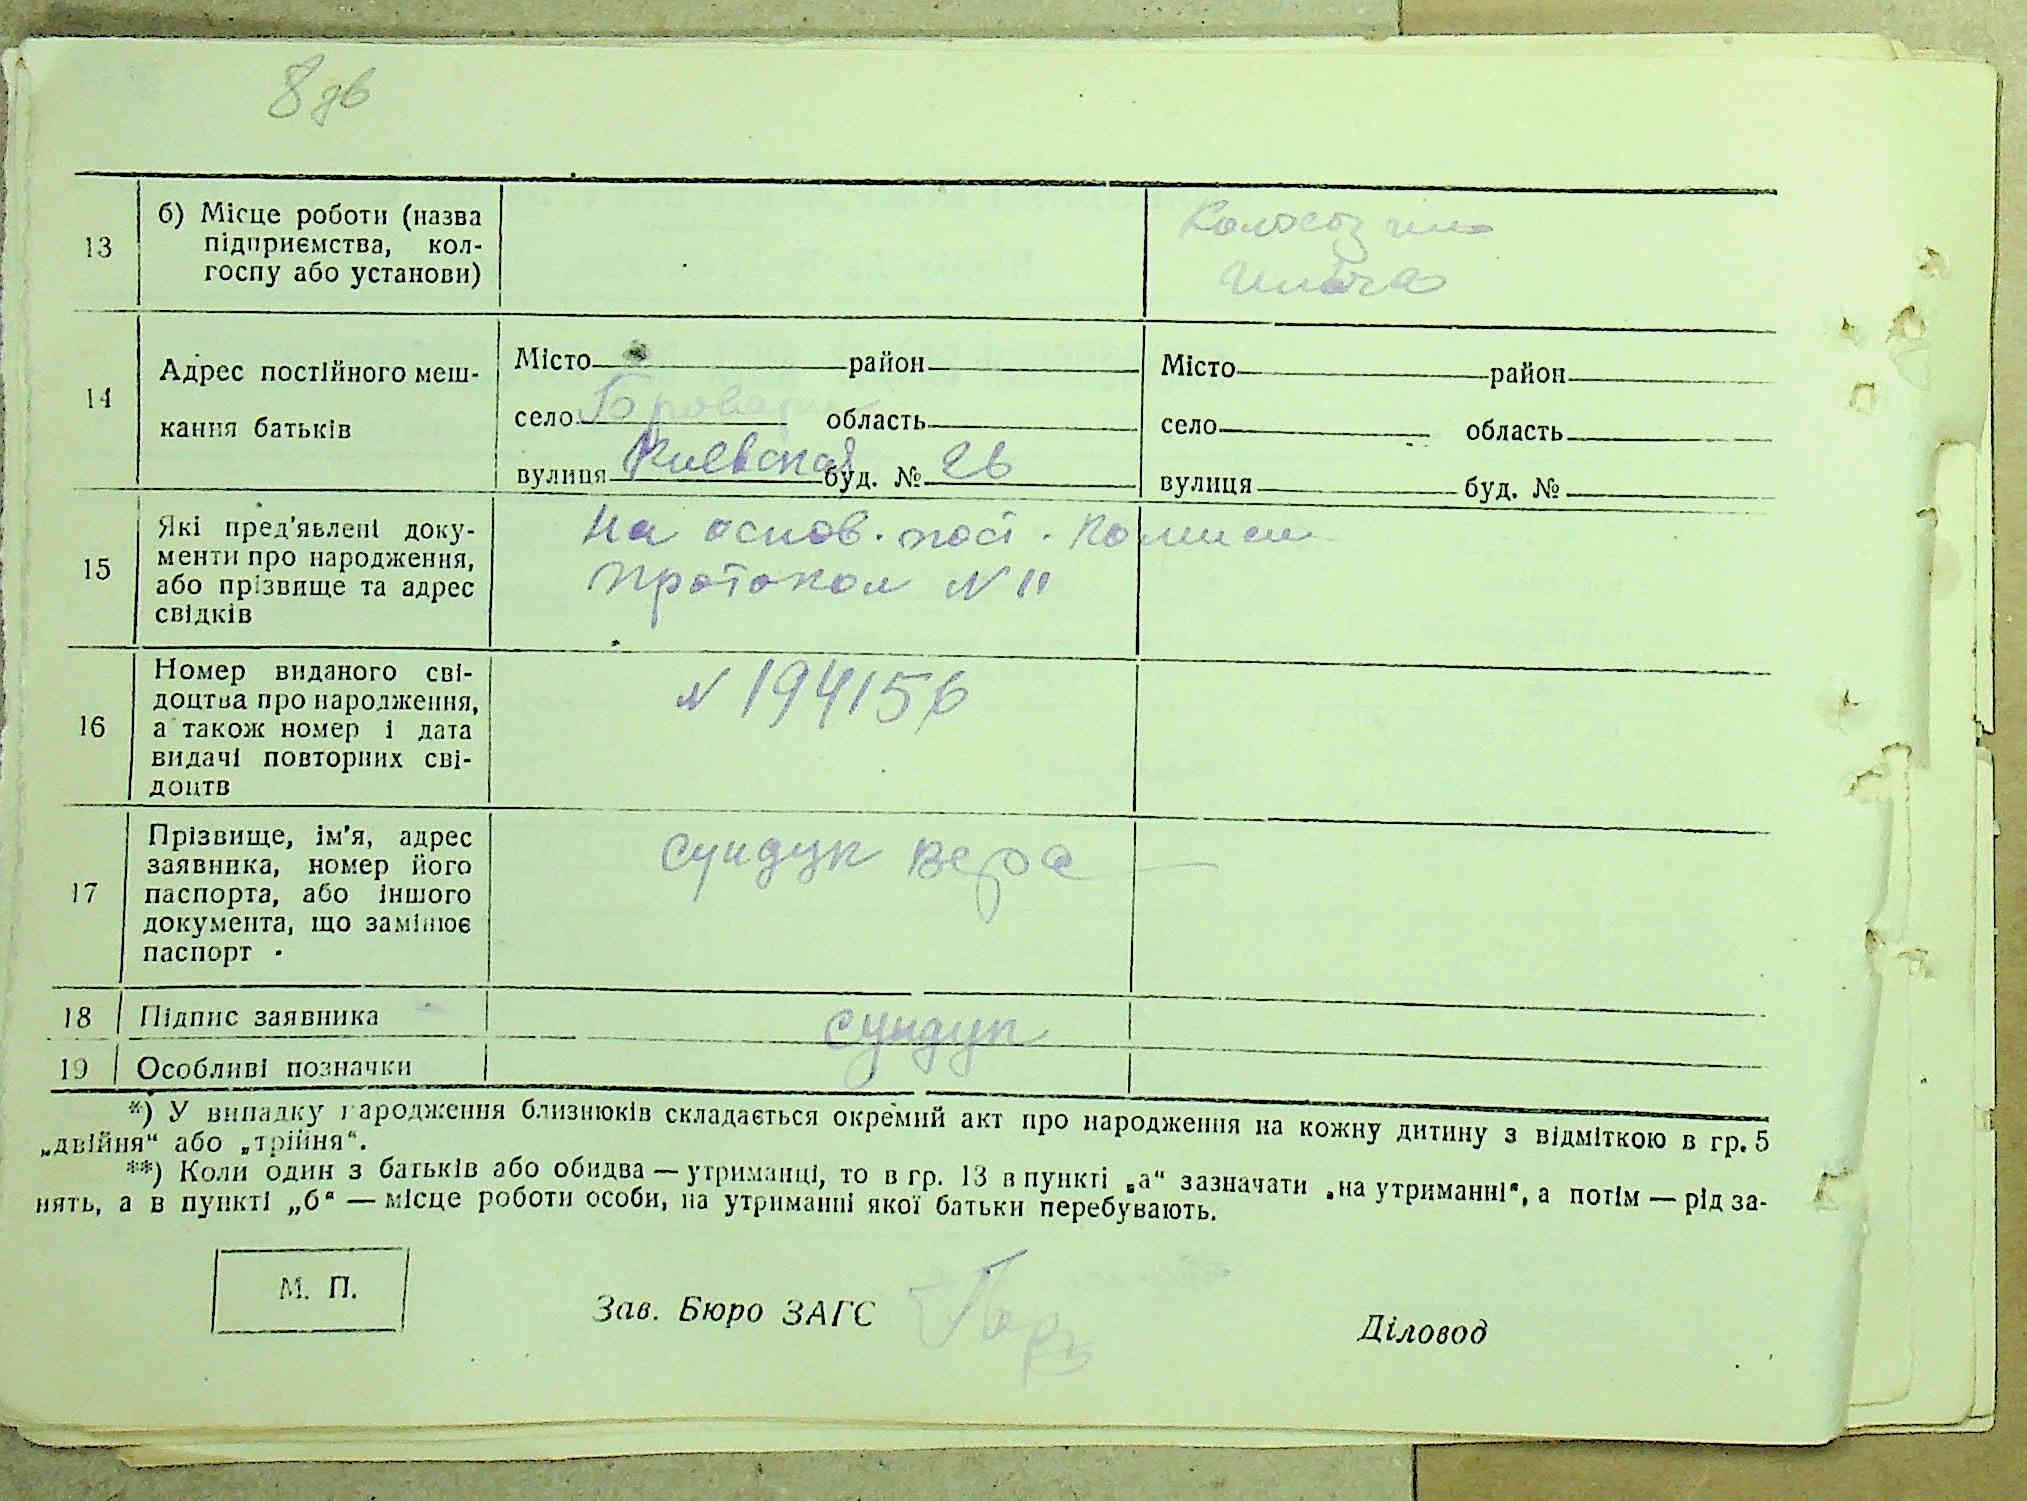 8 зв
13
б) Місце роботи (назва
підприємства, кол-
госпу або установи)
Колхоз им
Ильича
14
Адрес постійного меш-
кання батьків
Місто район
село Бровары область
вулиця Киевская буд. № 26
Місто район
село область
вулиця буд. №
15
Які пред'явлені доку-
менти про народження,
або прізвище та адрес
свідків
На основ. пост. Комисии
протокол N 11
16
Номер виданого сві-
доцтва про народження,
а також номер і дата
видачі повторних сві-
доцтв
N 194156
17
Прізвище, ім'я, адрес
заявника, номер його
паспорта, або іншого
документа, що замінює
паспорт
Сундук Вера —
18
Підпис заявника
Сундук
19
Особливі позначки
*) У випадку народження близнюків складається окремий акт про народження на кожну дитину з відміткою в гр. 5
„двійня“ або „трійня“.
**) Коли один з батьків або обидва — утриманці, то в гр. 13 в пункті „а“ зазначати „на утриманні“, а потім — рід за-
нять, а в пункті „б“ — місце роботи особи, на утриманні якої батьки перебувають.
М. П.
Зав. Бюро ЗАГС
Діловод